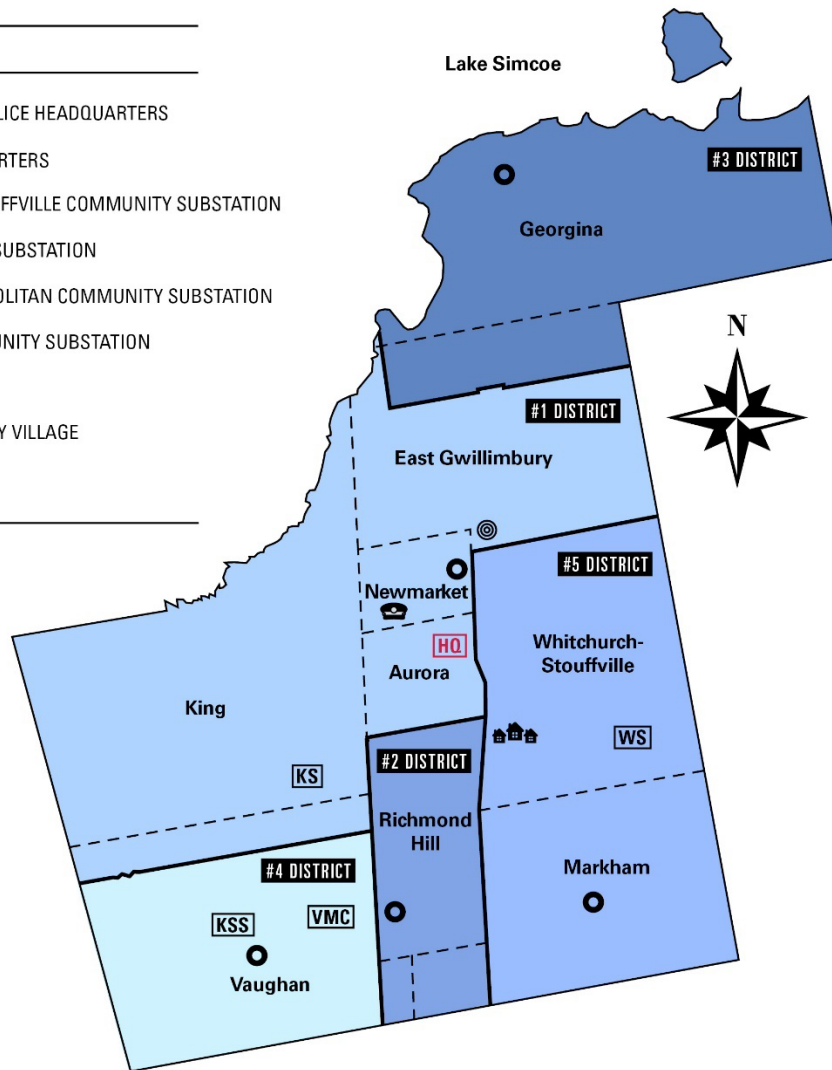 LICE HEADQUARTERS
RTERS
FFVILLE COMMUNITY SUBSTATION
SUBSTATION
OLITAN COMMUNITY SUBSTATION
UNITY SUBSTATION
Y VILLAGE
Lake Simcoe
#3 DISTRICT
Georgina
N
#1 DISTRICT
East Gwillimbury
#5 DISTRICT
Newmarket
Whitchurch-
Stouffville
HQ
Aurora
King
WS
#2 DISTRICT
KS
Richmond
Hill
#4 DISTRICT
Markham
KSS
VMC
Vaughan